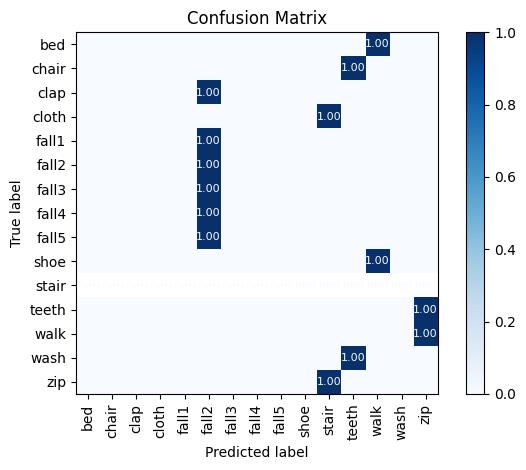 Confusion Matrix
True label
bed 1.00
chair 1.00
clap 1.00
cloth 1.00
fall1 1.00
fall2 1.00
fall3 1.00
fall4 1.00
fall5 1.00
shoe 1.00
stair
teeth 1.00
walk 1.00
wash 1.00
zip 1.00
bed chair clap cloth fall1 fall2 fall3 fall4 fall5 shoe stair teeth walk wash zip
Predicted label
1.0
0.8
0.6
0.4
0.2
0.0